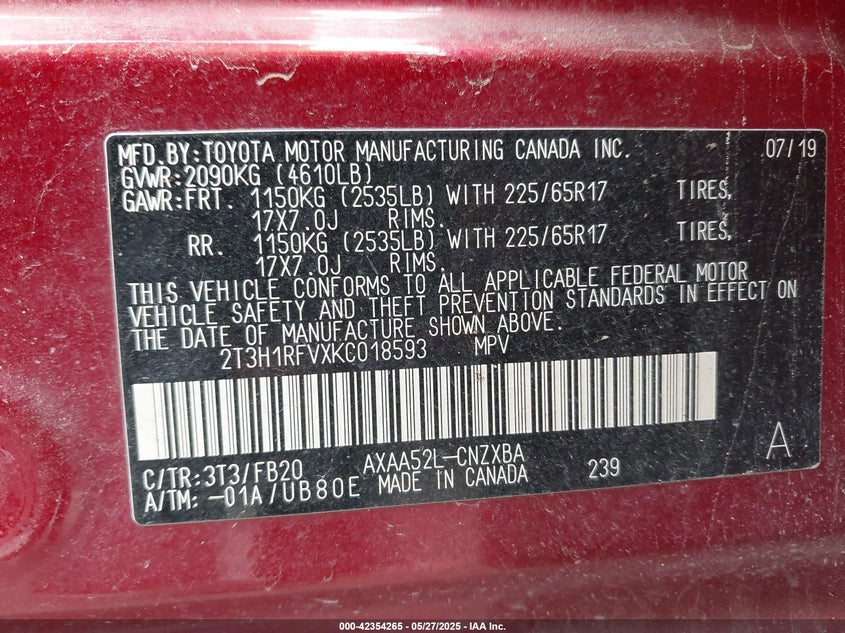 MFD.BY:TOYOTA MOTOR MANUFACTURING CANADA INC. 07/19
GVWR:2090KG (4610LB)
GAWR:FRT. 1150KG (2535LB) WITH 225/65R17 TIRES,
17X7.0J RIMS.
RR. 1150KG (2535LB) WITH 225/65R17 TIRES,
17X7.0J RIMS.
THIS VEHICLE CONFORMS TO ALL APPLICABLE FEDERAL MOTOR
VEHICLE SAFETY AND THEFT PREVENTION STANDARDS IN EFFECT ON
THE DATE OF MANUFACTURE SHOWN ABOVE.
2T3H1RFVXKC018593 MPV
C/TR:3T3/FB20 AXAA52L-CNZXBA A
A/TM:-01A/UB80E MADE IN CANADA 239
000-42354265 - 05/27/2025 - IAA Inc.